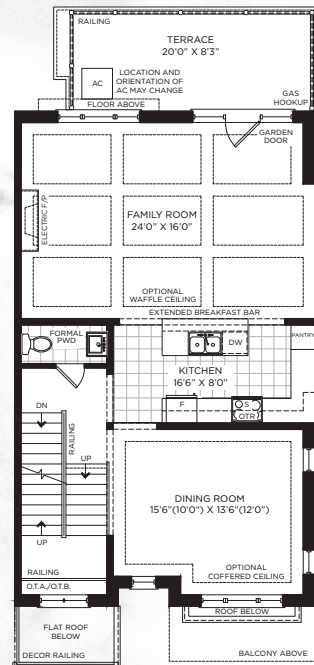 RAILING
TERRACE
20'0" X 8'3"
AC
LOCATION AND
ORIENTATION OF
AC MAY CHANGE
GAS
HOOKUP
FLOOR ABOVE
GARDEN
DOOR
ELECTRIC F/P
FAMILY ROOM
24'0" X 16'0"
OPTIONAL
WAFFLE CEILING
EXTENDED BREAKFAST BAR
FORMAL
PWD
DW
PANTRY
KITCHEN
16'6" X 8'0"
F
S
OTR
DN
RAILING
UP
DINING ROOM
15'6"(10'0") X 13'6"(12'0")
UP
OPTIONAL
COFFERED CEILING
RAILING
O.T.A./O.T.B.
ROOF BELOW
FLAT ROOF
BELOW
DECOR RAILING
BALCONY ABOVE